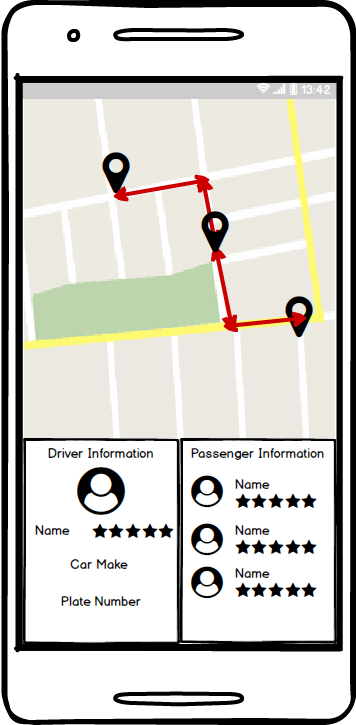 13:42
Driver Information
Name
Car Make
Plate Number
Passenger Information
Name
Name
Name